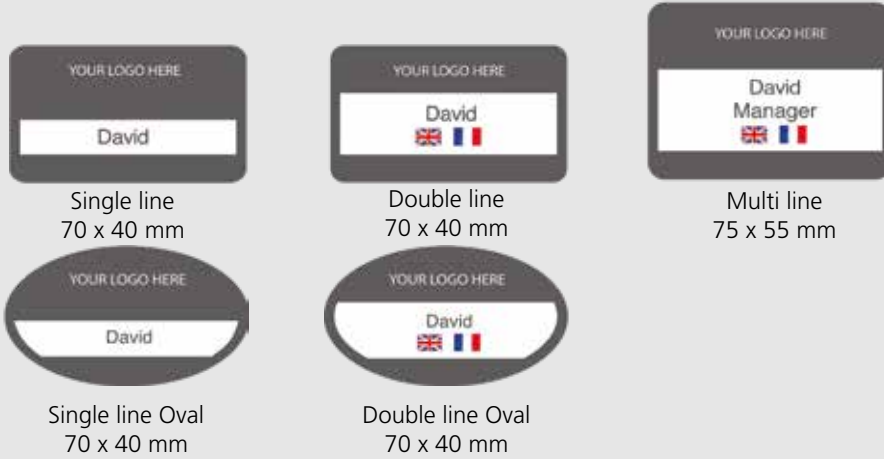 YOUR LOGO HERE
David
Single line
70 x 40 mm
YOUR LOGO HERE
David
Double line
70 x 40 mm
YOUR LOGO HERE
David
Manager
Multi line
75 x 55 mm
YOUR LOGO HERE
David
Single line Oval
70 x 40 mm
YOUR LOGO HERE
David
Double line Oval
70 x 40 mm